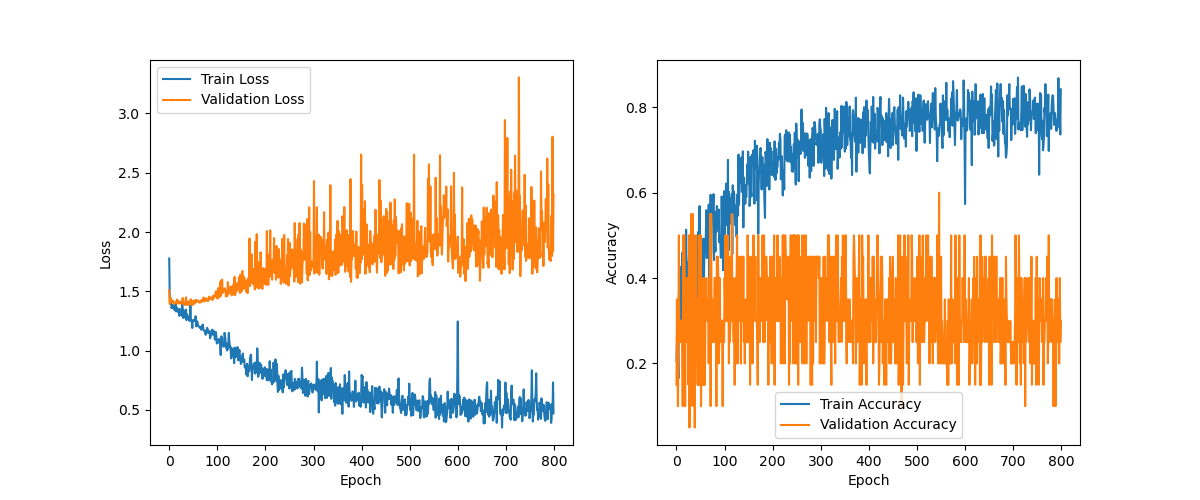 Train Loss
Validation Loss
3.0
2.5
2.0
1.5
1.0
0.5
Loss
0 100 200 300 400 500 600 700 800
Epoch
0.8
0.6
0.4
0.2
Accuracy
Train Accuracy
Validation Accuracy
0 100 200 300 400 500 600 700 800
Epoch